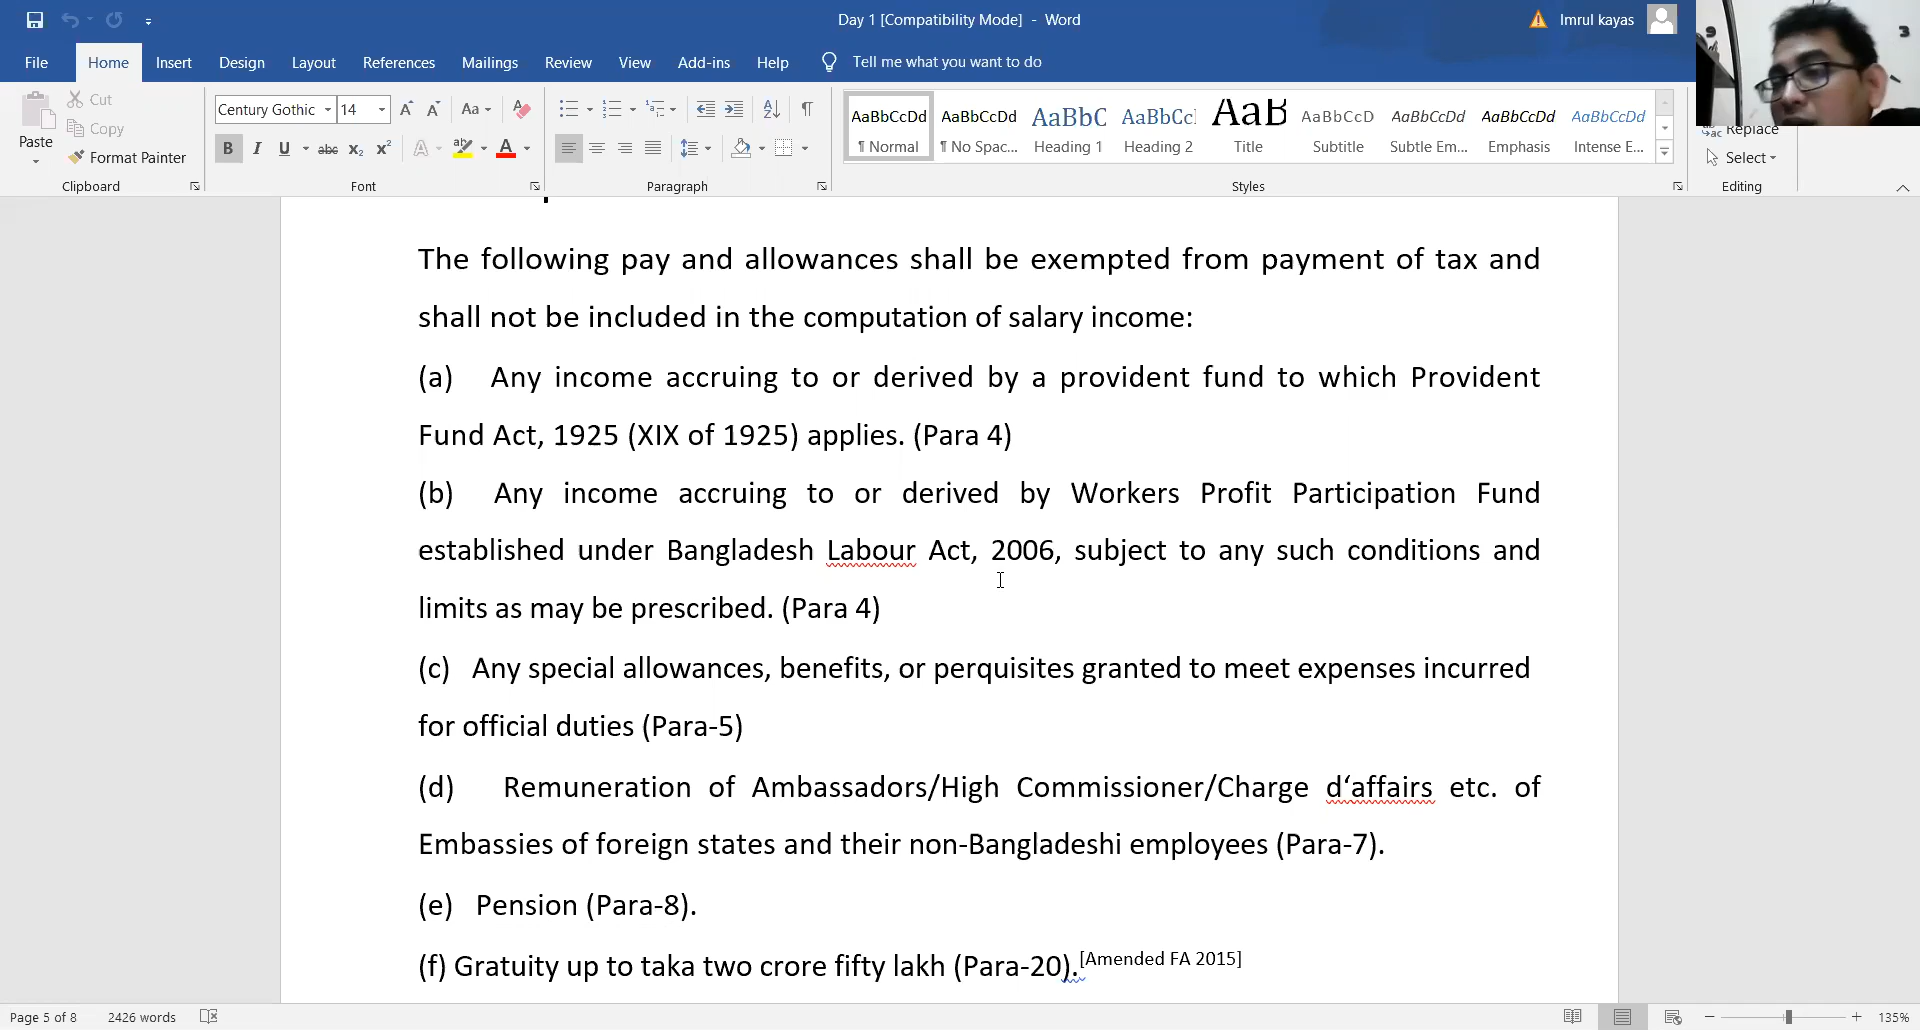 Day 1 [Compatibility Mode] - Word
Imrul kayas
9 3
File Home Insert Design Layout References Mailings Review View Add-ins Help Tell me what you want to do
Paste
Cut
Copy
Format Painter
Clipboard
Century Gothic 14
Aa
B I U abc x₂ x² A A
Font
Paragraph
AaBbCcDd AaBbCcDd AaBbC AaBbCc AaB AaBbCcD AaBbCcDd AaBbCcDd AaBbCcDd
¶ Normal ¶ No Spac... Heading 1 Heading 2 Title Subtitle Subtle Em... Emphasis Intense E...
Styles
Replace
Select
Editing
The following pay and allowances shall be exempted from payment of tax and
shall not be included in the computation of salary income:
(a) Any income accruing to or derived by a provident fund to which Provident
Fund Act, 1925 (XIX of 1925) applies. (Para 4)
(b) Any income accruing to or derived by Workers Profit Participation Fund
established under Bangladesh Labour Act, 2006, subject to any such conditions and
limits as may be prescribed. (Para 4)
(c) Any special allowances, benefits, or perquisites granted to meet expenses incurred
for official duties (Para-5)
(d) Remuneration of Ambassadors/High Commissioner/Charge d‘affairs etc. of
Embassies of foreign states and their non-Bangladeshi employees (Para-7).
(e) Pension (Para-8).
(f) Gratuity up to taka two crore fifty lakh (Para-20).[Amended FA 2015]
Page 5 of 8 2426 words 135%